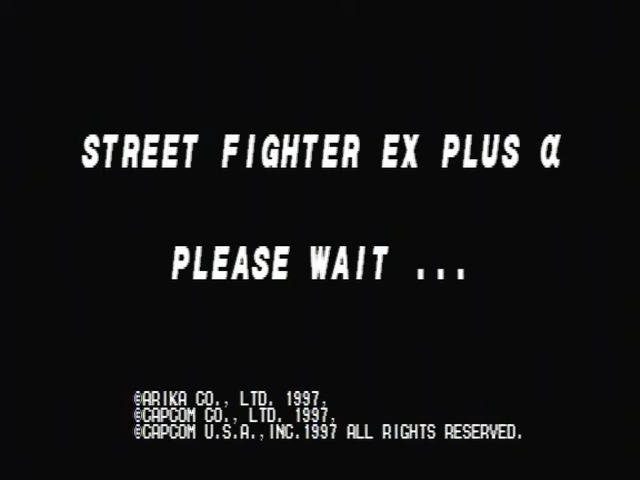 STREET FIGHTER EX PLUS α
PLEASE WAIT ...
©ARIKA CO., LTD. 1997,
©CAPCOM CO., LTD. 1997,
©CAPCOM U.S.A.,INC.1997 ALL RIGHTS RESERVED.